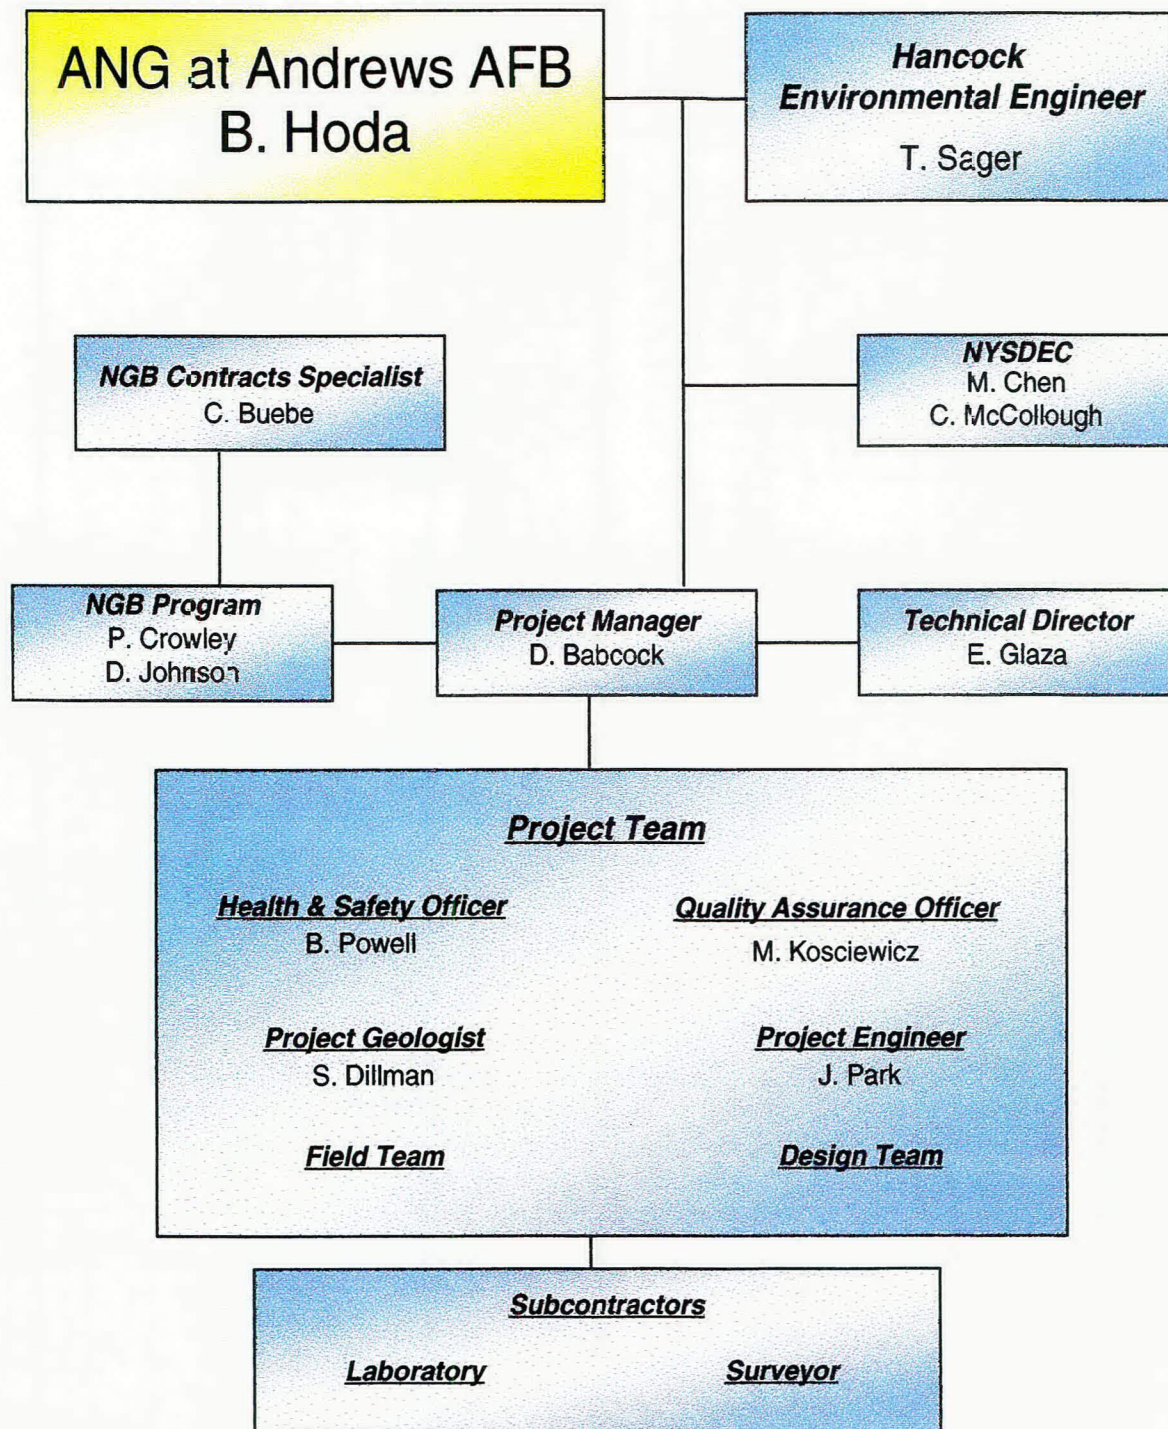 ANG at Andrews AFB
B. Hoda
Hancock
Environmental Engineer
T. Sager
NGB Contracts Specialist
C. Buebe
NYSDEC
M. Chen
C. McCollough
NGB Program
P. Crowley
D. Johnson
Project Manager
D. Babcock
Technical Director
E. Glaza
Project Team
Health & Safety Officer
B. Powell
Quality Assurance Officer
M. Kosciewicz
Project Geologist
S. Dillman
Project Engineer
J. Park
Field Team
Design Team
Subcontractors
Laboratory
Surveyor